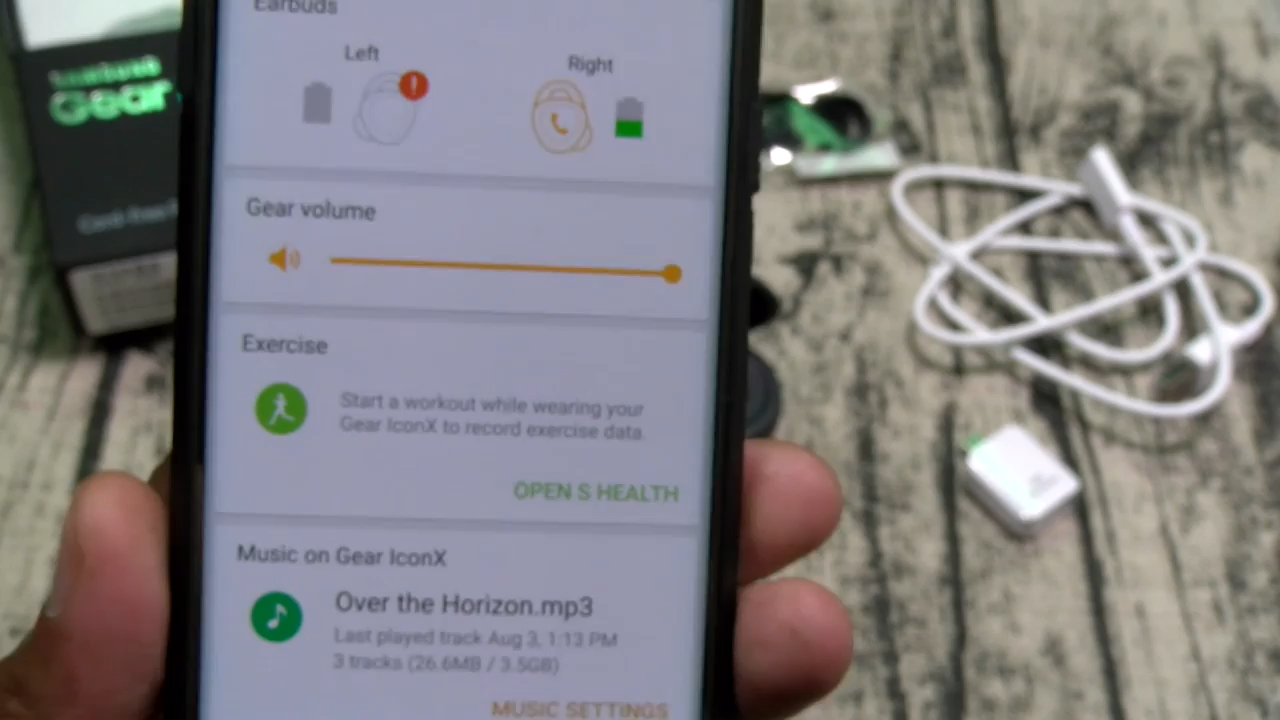 Earbuds
Left
Right
SAMSUNG
Gear
Gear volume
Exercise
Start a workout while wearing your
Gear IconX to record exercise data.
OPEN S HEALTH
Music on Gear IconX
Over the Horizon.mp3
Last played track Aug 3, 1:13 PM
3 tracks (26.6MB / 3.5GB)
MUSIC SETTINGS